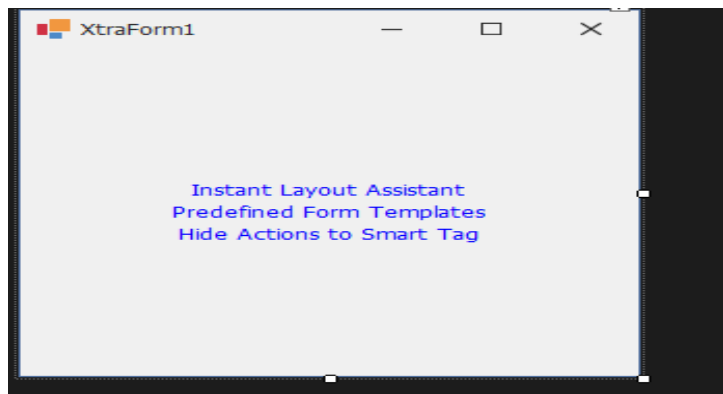 XtraForm1
Instant Layout Assistant
Predefined Form Templates
Hide Actions to Smart Tag